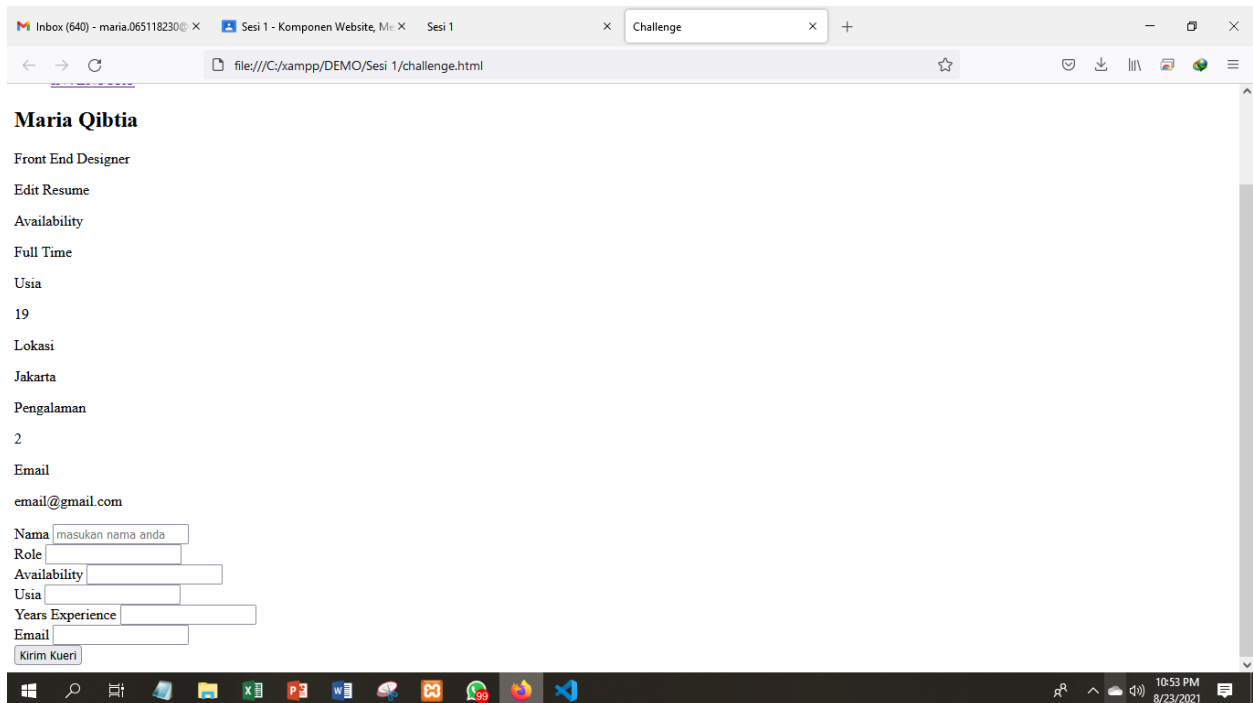 Inbox (640) - maria.065118230@
Sesi 1 - Komponen Website, Me
Sesi 1
Challenge
file:///C:/xampp/DEMO/Sesi 1/challenge.html
Maria Qibtia
Front End Designer
Edit Resume
Availability
Full Time
Usia
19
Lokasi
Jakarta
Pengalaman
2
Email
email@gmail.com
Nama masukan nama anda
Role
Availability
Usia
Years Experience
Email
Kirim Kueri
99
10:53 PM
8/23/2021